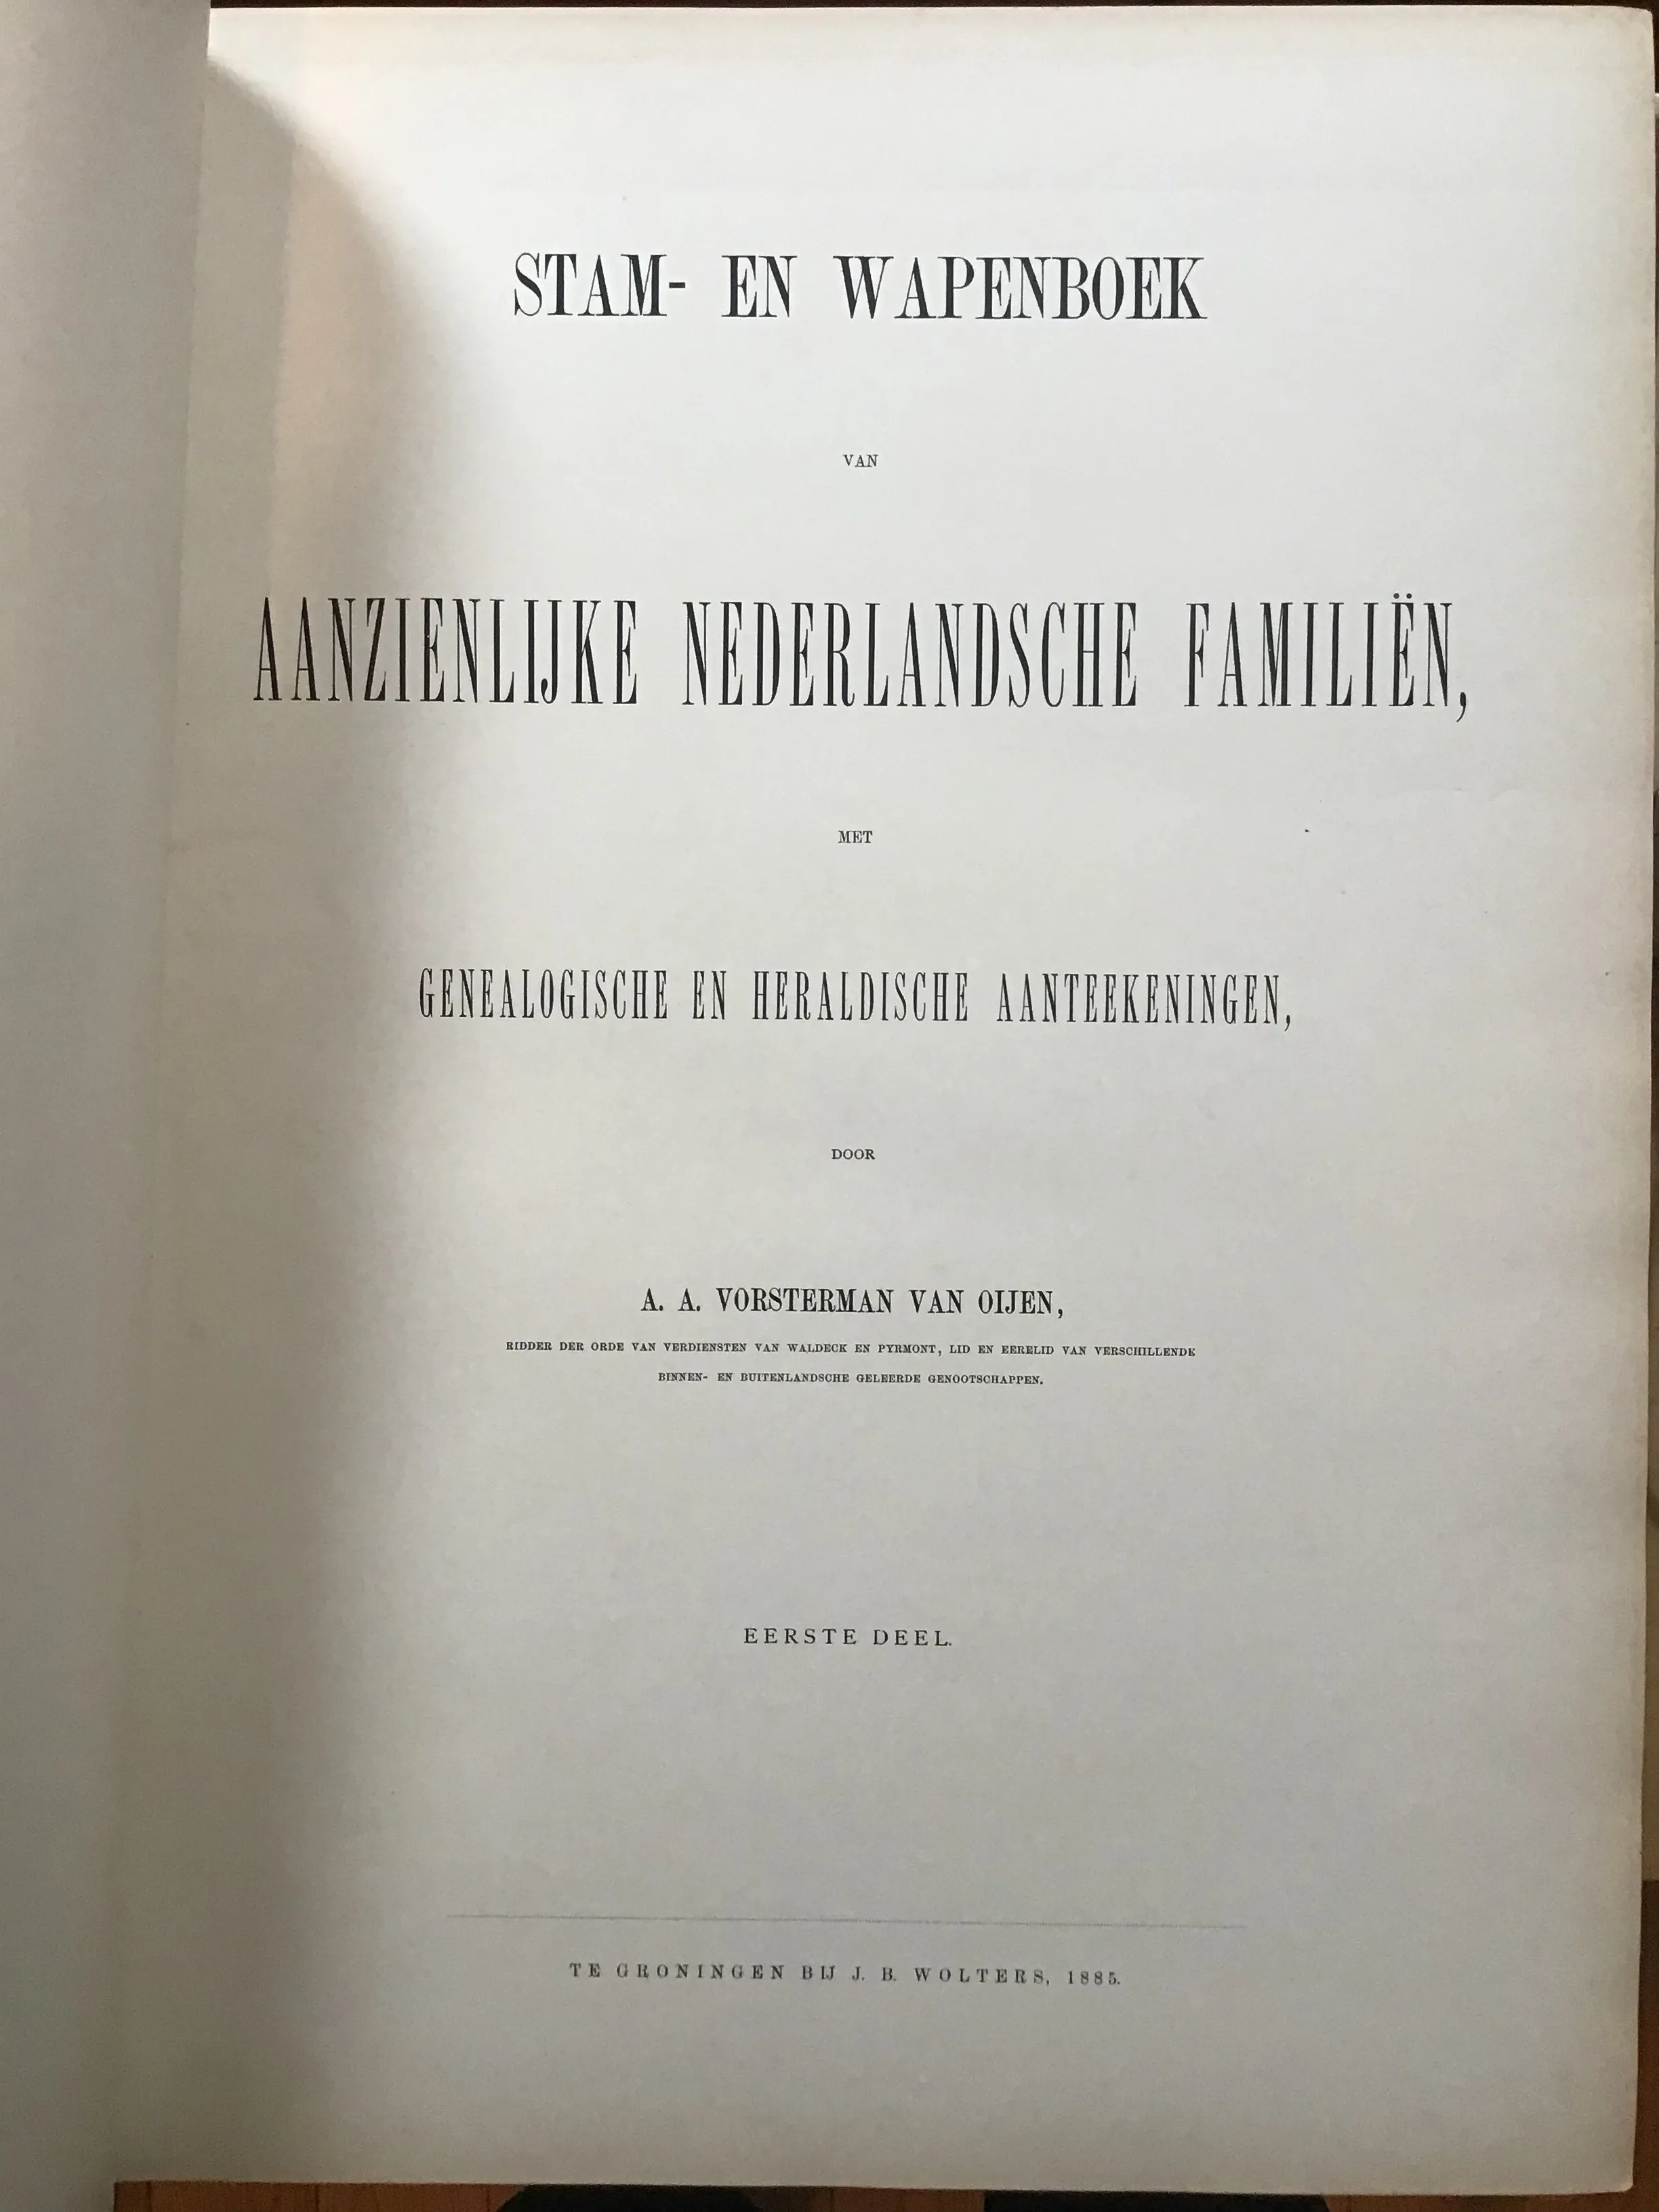 STAM- EN WAPENBOEK
VAN
AANZIENLIJKE NEDERLANDSCHE FAMILIËN,
MET
GENEALOGISCHE EN HERALDISCHE AANTEEKENINGEN,
DOOR
A. A. VORSTERMAN VAN OIJEN,
RIDDER DER ORDE VAN VERDIENSTEN VAN WALDECK EN PYRMONT, LID EN EERELID VAN VERSCHILLENDE
BINNEN- EN BUITENLANDSCHE GELEERDE GENOOTSCHAPPEN.
EERSTE DEEL.
TE GRONINGEN BIJ J. B. WOLTERS, 1885.